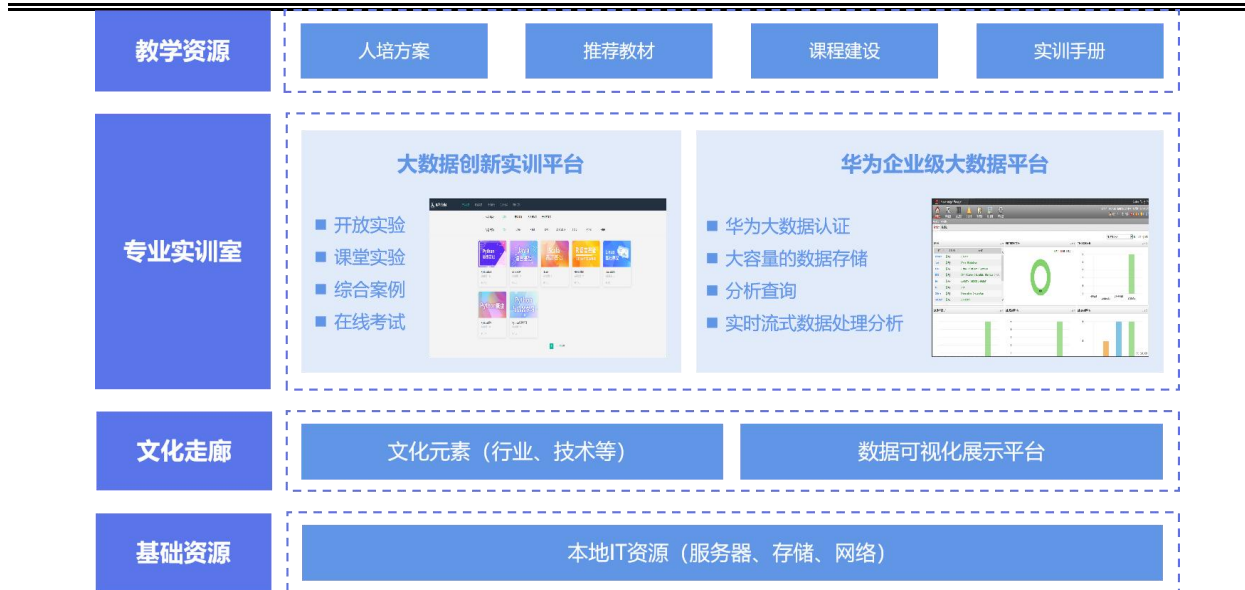 教学资源
人培方案
推荐教材
课程建设
实训手册
专业实训室
大数据创新实训平台
开放实验
课堂实验
综合案例
在线考试
华为企业级大数据平台
华为大数据认证
大容量的数据存储
分析查询
实时流式数据处理分析
文化走廊
文化元素（行业、技术等）
数据可视化展示平台
基础资源
本地IT资源（服务器、存储、网络）